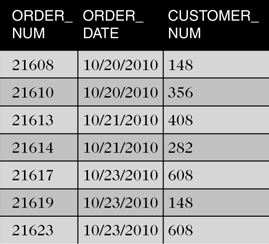 ORDER_ ORDER_ CUSTOMER_
NUM DATE NUM
21608 10/20/2010 148
21610 10/20/2010 356
21613 10/21/2010 408
21614 10/21/2010 282
21617 10/23/2010 608
21619 10/23/2010 148
21623 10/23/2010 608